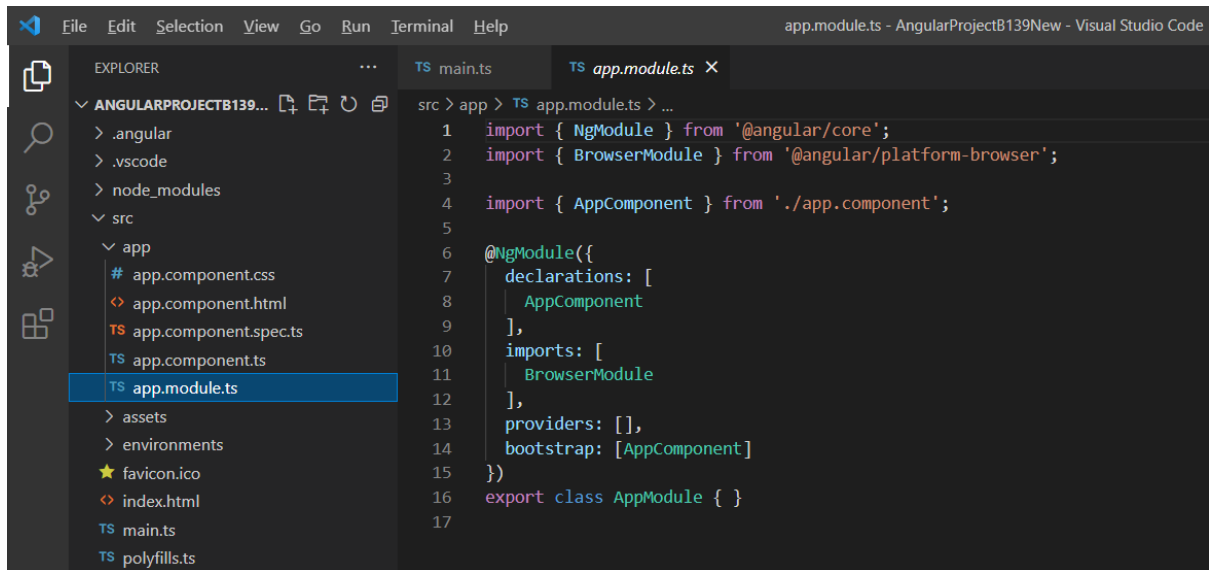 File Edit Selection View Go Run Terminal Help app.module.ts - AngularProjectB139New - Visual Studio Code
EXPLORER ...
ANGULARPROJECTB139...
> .angular
> .vscode
> node_modules
src
app
# app.component.css
<> app.component.html
TS app.component.spec.ts
TS app.component.ts
TS app.module.ts
> assets
> environments
favicon.ico
<> index.html
TS main.ts
TS polyfills.ts
TS main.ts TS app.module.ts
src > app > TS app.module.ts > ...
1 import { NgModule } from '@angular/core';
2 import { BrowserModule } from '@angular/platform-browser';
3
4 import { AppComponent } from './app.component';
5
6 @NgModule({
7 declarations: [
8 AppComponent
9 ],
10 imports: [
11 BrowserModule
12 ],
13 providers: [],
14 bootstrap: [AppComponent]
15 })
16 export class AppModule { }
17